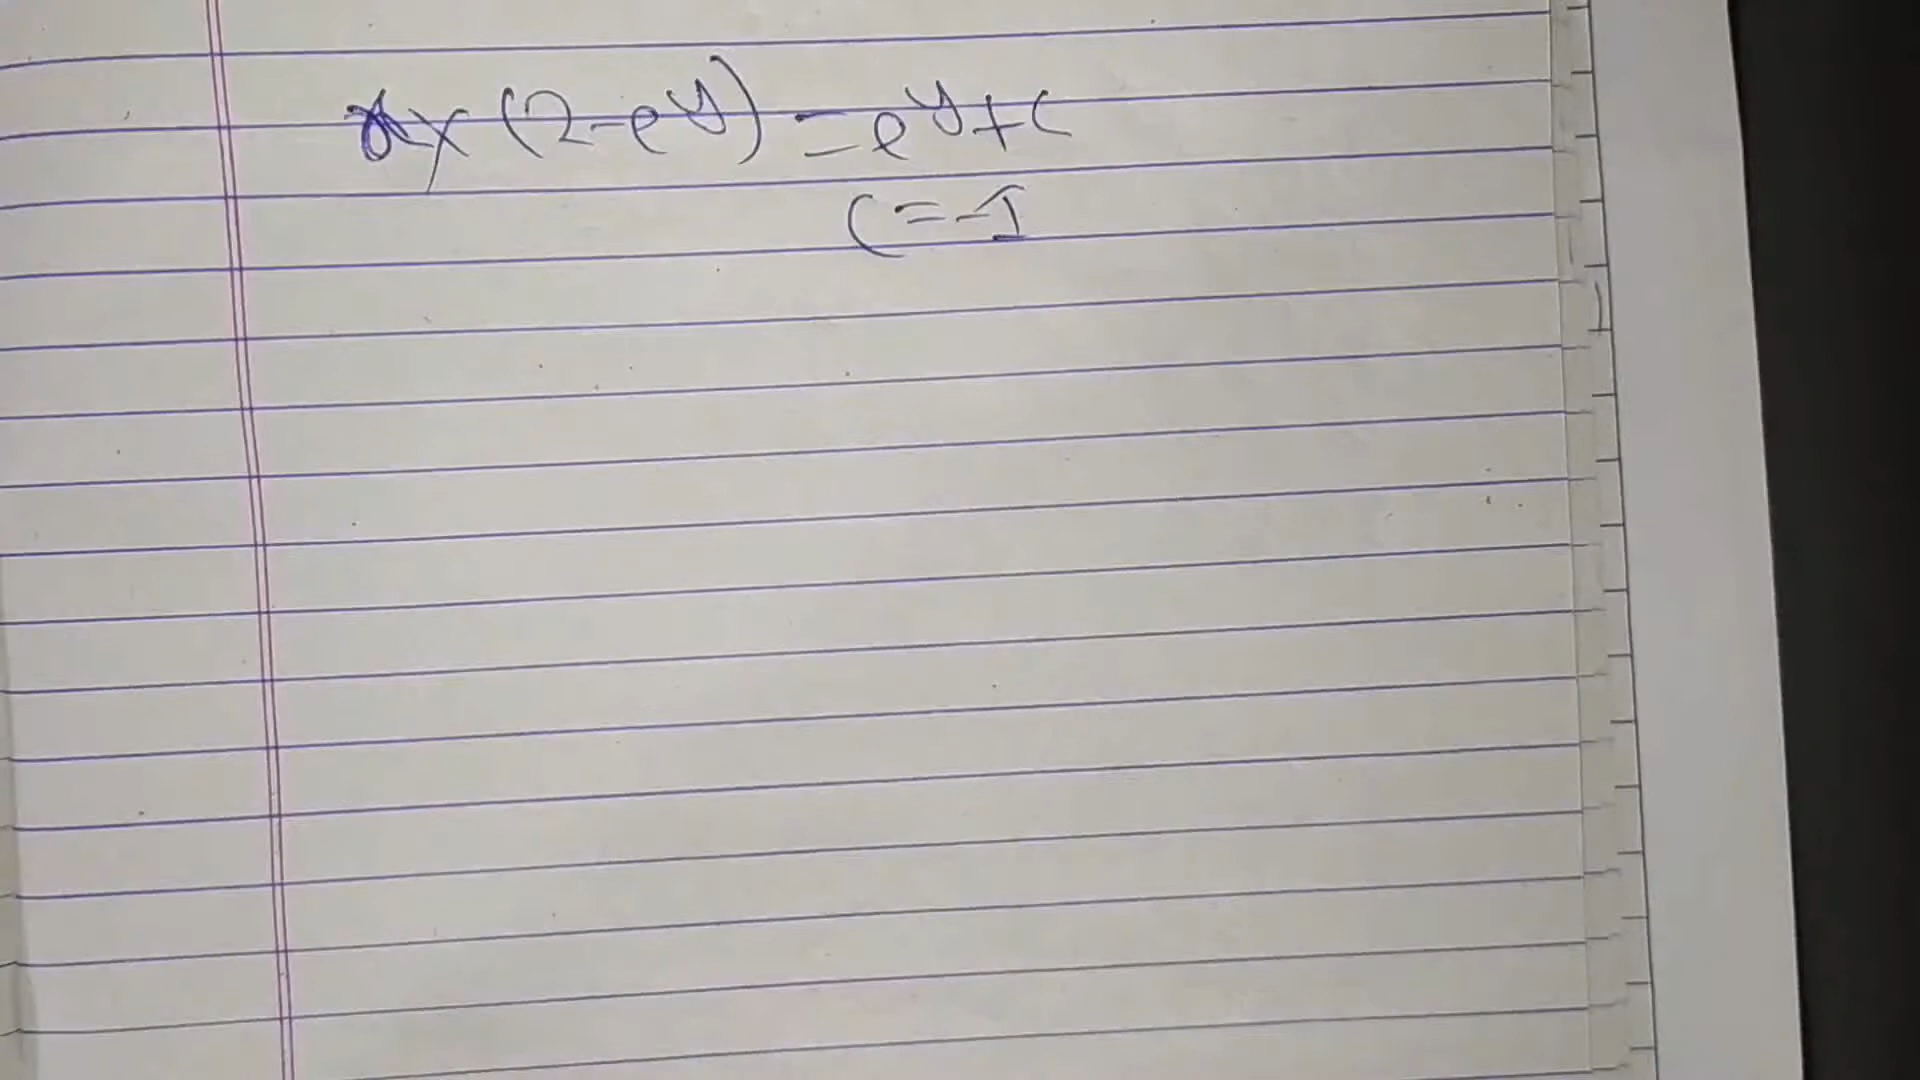 x (2-e^y) = e^y+c
c = -1